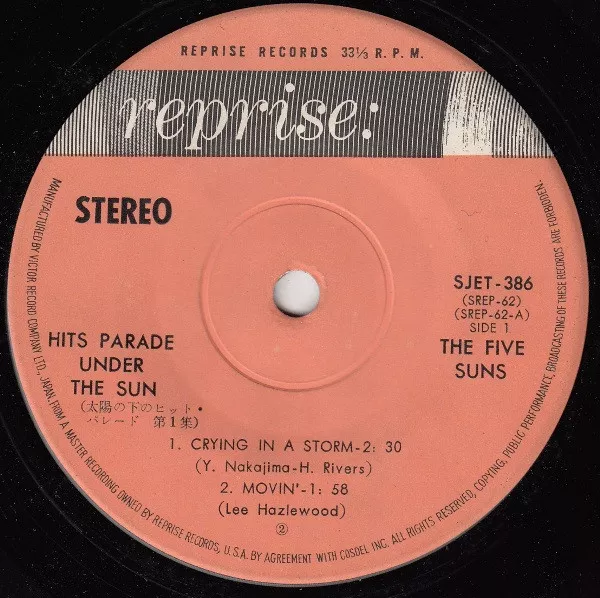 REPRISE RECORDS 33⅓ R. P. M.
reprise:
STEREO
SJET-386
(SREP-62)
(SREP-62-A)
SIDE 1
HITS PARADE
UNDER
THE SUN
(太陽の下のヒット・
パレード 第1集)
THE FIVE
SUNS
1. CRYING IN A STORM-2: 30
(Y. Nakajima-H. Rivers)
2. MOVIN'-1: 58
(Lee Hazlewood)
②
MANUFACTURED BY VICTOR RECORD COMPANY LTD., JAPAN, FROM A MASTER RECORDING OWNED BY REPRISE RECORDS, U. S. A. BY AGREEMENT WITH COSDEL INC. ALL RIGHTS RESERVED, COPYING, PUBLIC PERFORMANCE, BROADCASTING OF THESE RECORDS ARE FORBIDEN.